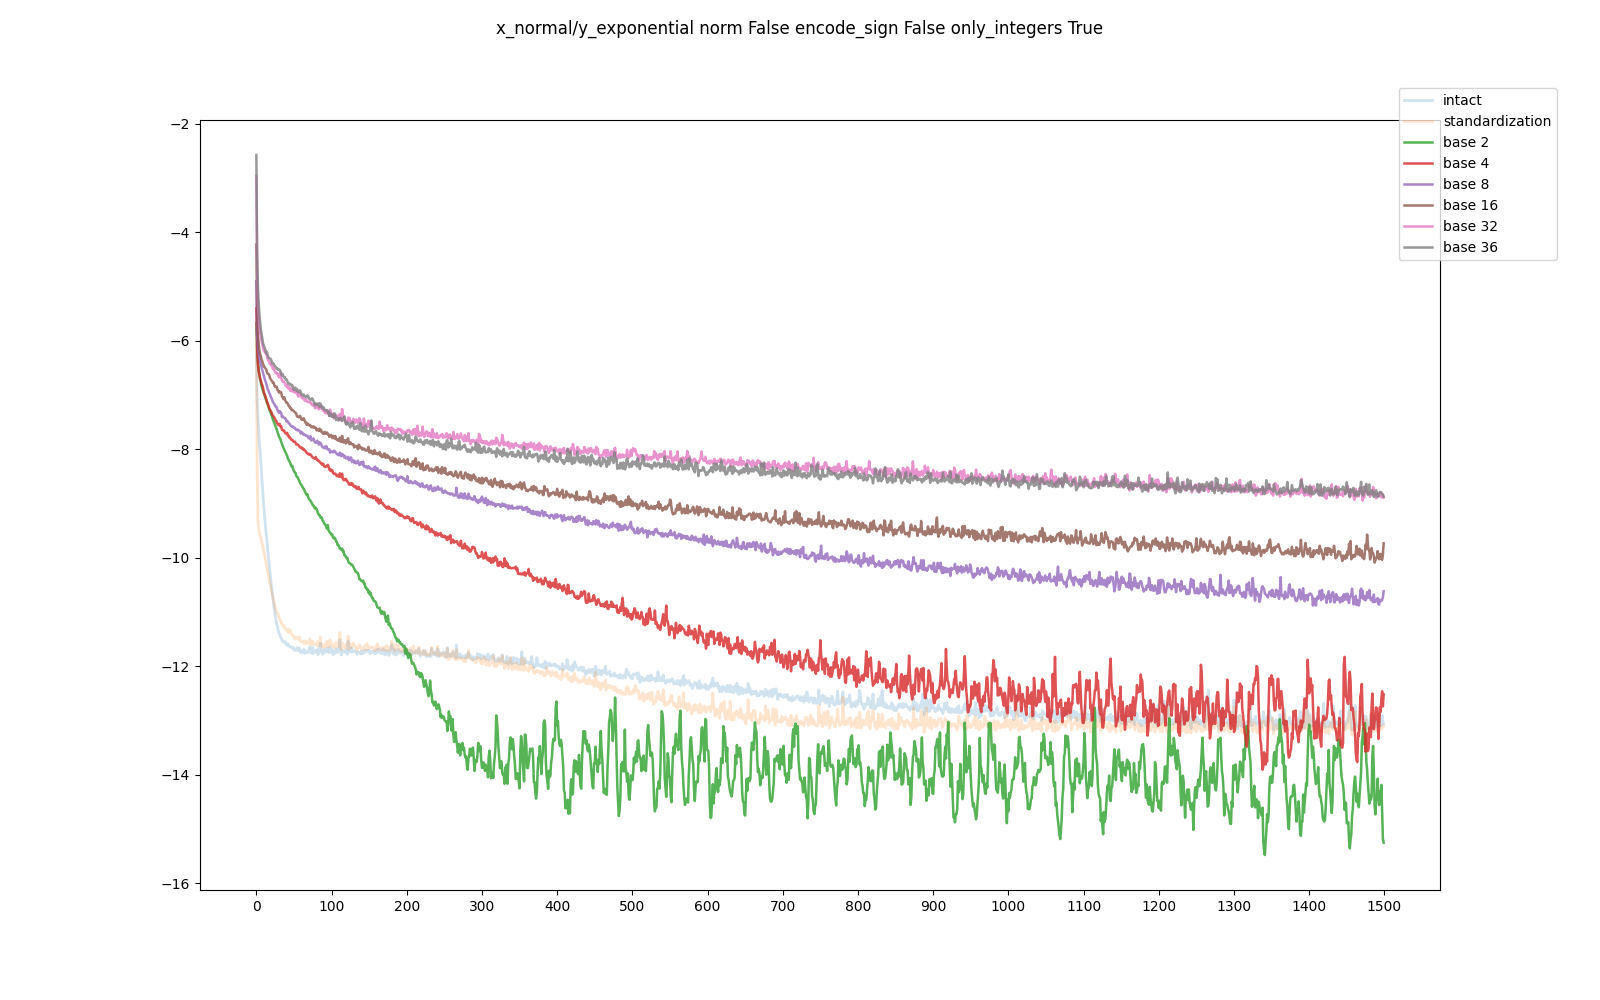 x_normal/y_exponential norm False encode_sign False only_integers True
intact
standardization
base 2
base 4
base 8
base 16
base 32
base 36
−2
−4
−6
−8
−10
−12
−14
−16
0 100 200 300 400 500 600 700 800 900 1000 1100 1200 1300 1400 1500